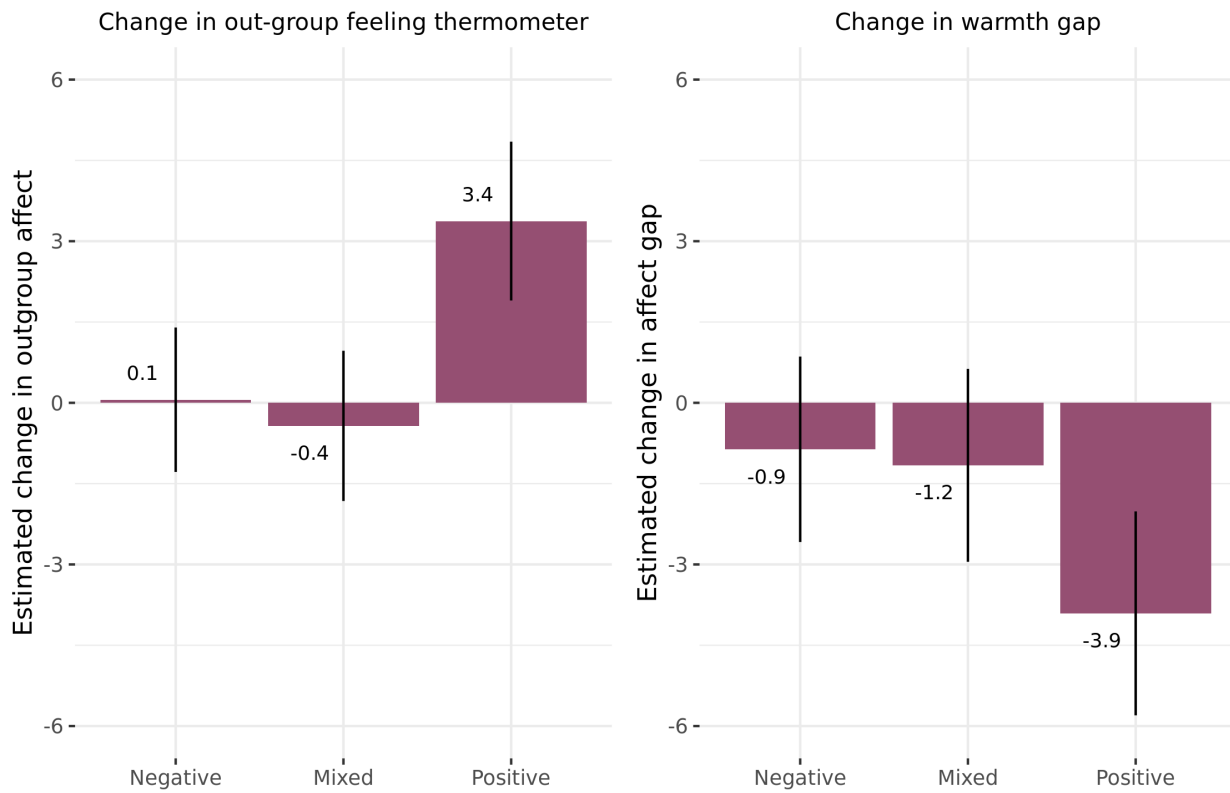 Change in out-group feeling thermometer
Estimated change in outgroup affect
6
3
0
-3
-6
0.1
-0.4
3.4
Negative
Mixed
Positive
Change in warmth gap
Estimated change in affect gap
6
3
0
-3
-6
-0.9
-1.2
-3.9
Negative
Mixed
Positive